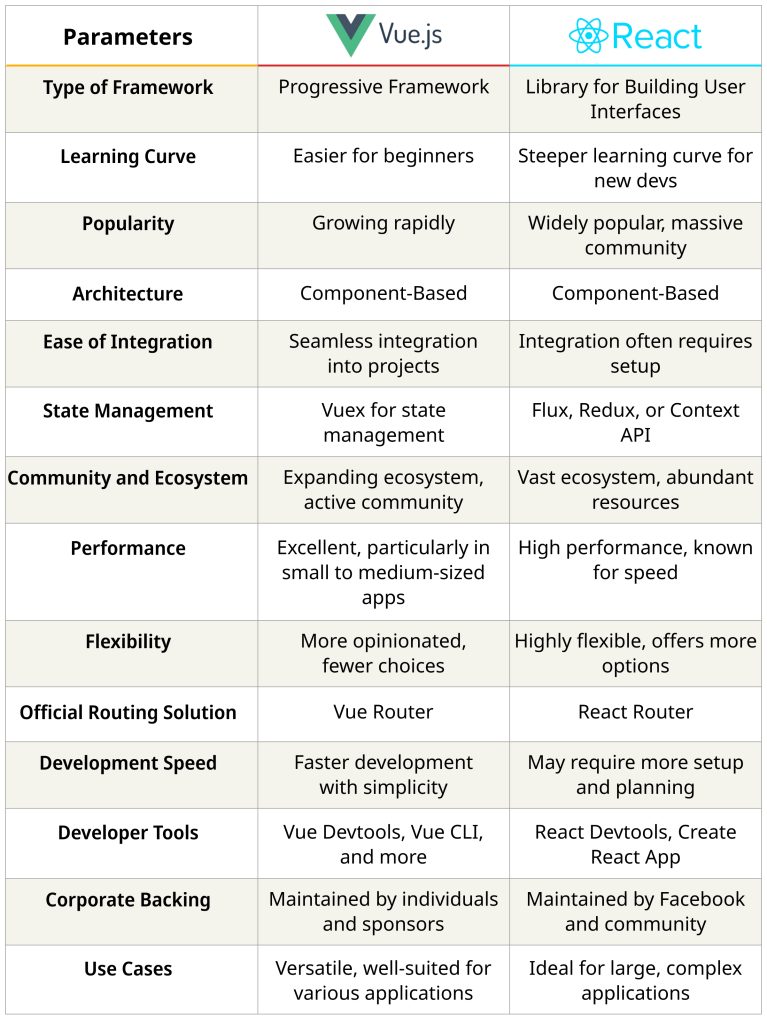 Parameters
Vue.js
React
Type of Framework
Progressive Framework
Library for Building User
Interfaces
Learning Curve
Easier for beginners
Steeper learning curve for
new devs
Popularity
Growing rapidly
Widely popular, massive
community
Architecture
Component-Based
Component-Based
Ease of Integration
Seamless integration
into projects
Integration often requires
setup
State Management
Vuex for state
management
Flux, Redux, or Context
API
Community and Ecosystem
Expanding ecosystem,
active community
Vast ecosystem, abundant
resources
Performance
Excellent, particularly in
small to medium-sized
apps
High performance, known
for speed
Flexibility
More opinionated,
fewer choices
Highly flexible, offers more
options
Official Routing Solution
Vue Router
React Router
Development Speed
Faster development
with simplicity
May require more setup
and planning
Developer Tools
Vue Devtools, Vue CLI,
and more
React Devtools, Create
React App
Corporate Backing
Maintained by individuals
and sponsors
Maintained by Facebook
and community
Use Cases
Versatile, well-suited for
various applications
Ideal for large, complex
applications